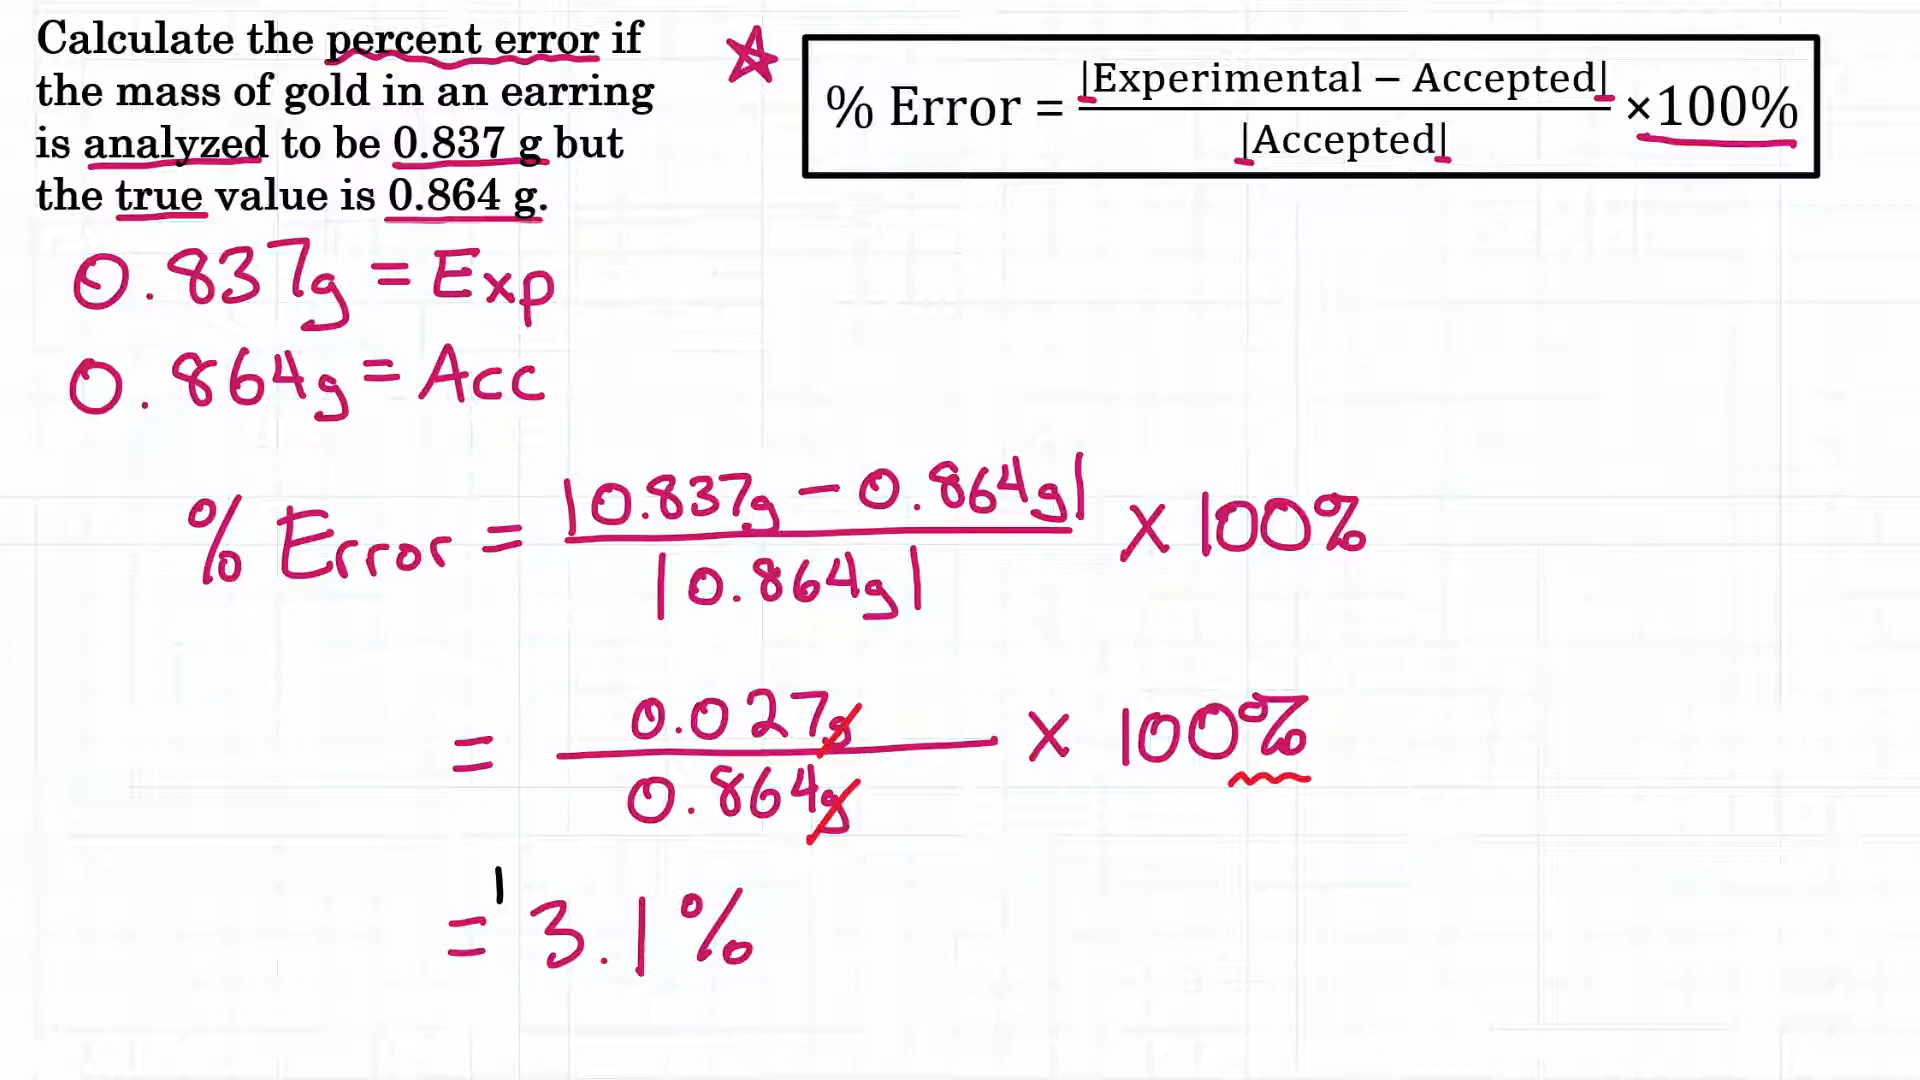 Calculate the percent error if
the mass of gold in an earring
is analyzed to be 0.837 g but
the true value is 0.864 g.
% Error = |Experimental − Accepted| / |Accepted| ×100%
0.837g = Exp
0.864g = Acc
% Error = |0.837g − 0.864g| / |0.864g| × 100%
= 0.027g / 0.864g × 100%
= 3.1%